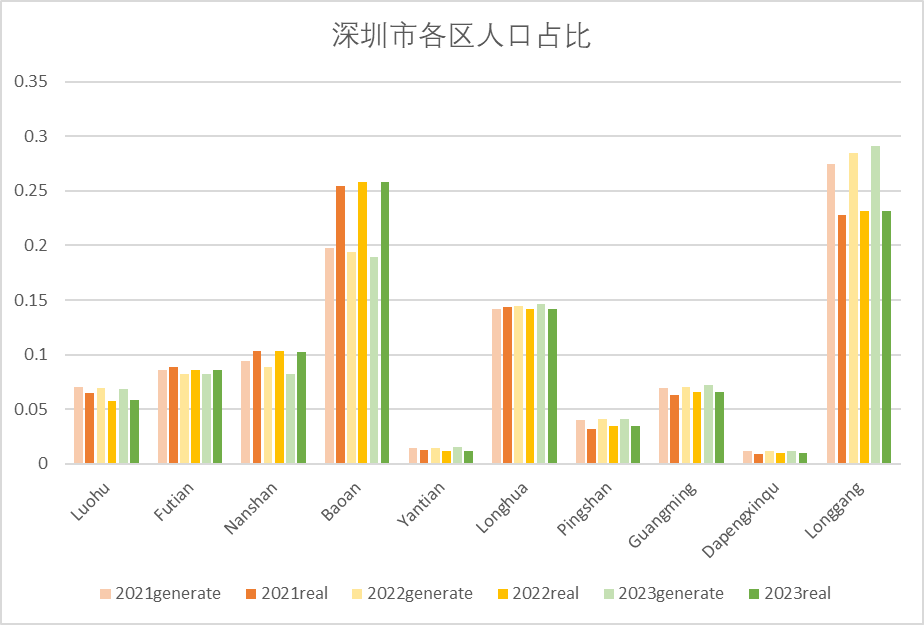 深圳市各区人口占比
0.35
0.3
0.25
0.2
0.15
0.1
0.05
0
Luohu
Futian
Nanshan
Baoan
Yantian
Longhua
Pingshan
Guangming
Dapengxinqu
Longgang
2021generate 2021real 2022generate 2022real 2023generate 2023real